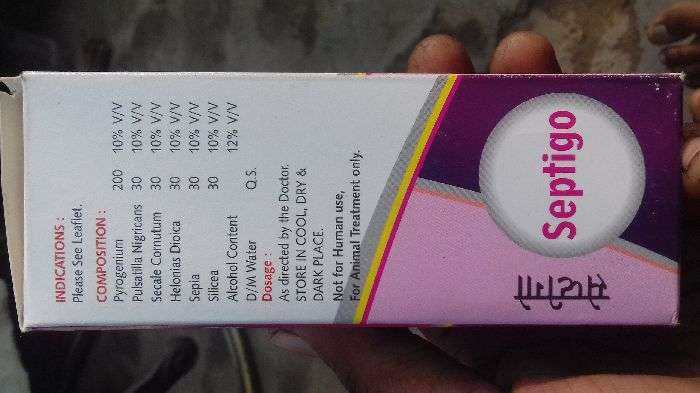 INDICATIONS :
Please See Leaflet.
COMPOSITION :
Pyrogenium 200 10% V/V
Pulsatilla Nigricans 30 10% V/V
Secale Cornutum 30 10% V/V
Helonias Dioica 30 10% V/V
Sepia 30 10% V/V
Silicea 30 10% V/V
Alcohol Content 12% V/V
D/M Water Q.S.
Dosage :
As directed by the Doctor.
STORE IN COOL, DRY &
DARK PLACE.
Not for Human use,
For Animal Treatment only.
Septigo
सेप्टीगो